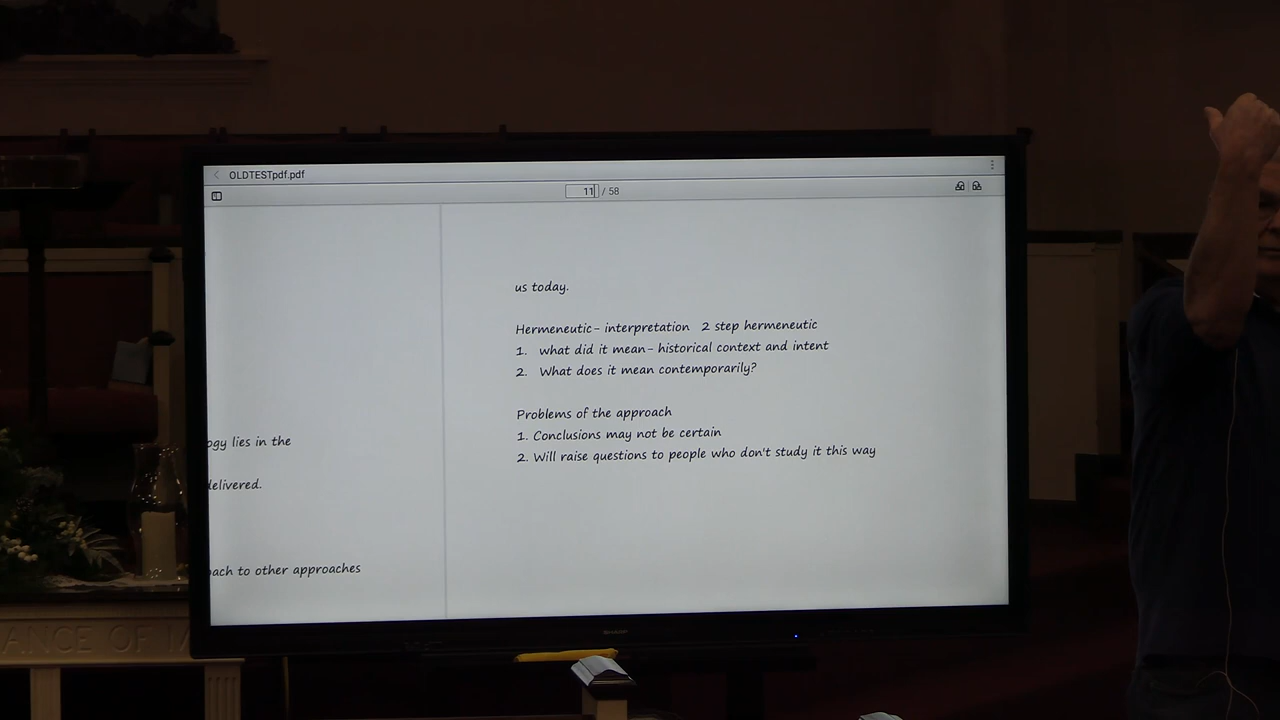 OLDTESTpdf.pdf
11 / 58
us today.
Hermeneutic- interpretation 2 step hermeneutic
1. what did it mean- historical context and intent
2. What does it mean contemporarily?
Problems of the approach
1. Conclusions may not be certain
2. Will raise questions to people who don't study it this way
ogy lies in the
delivered.
ach to other approaches
SHARP
ANCE OF